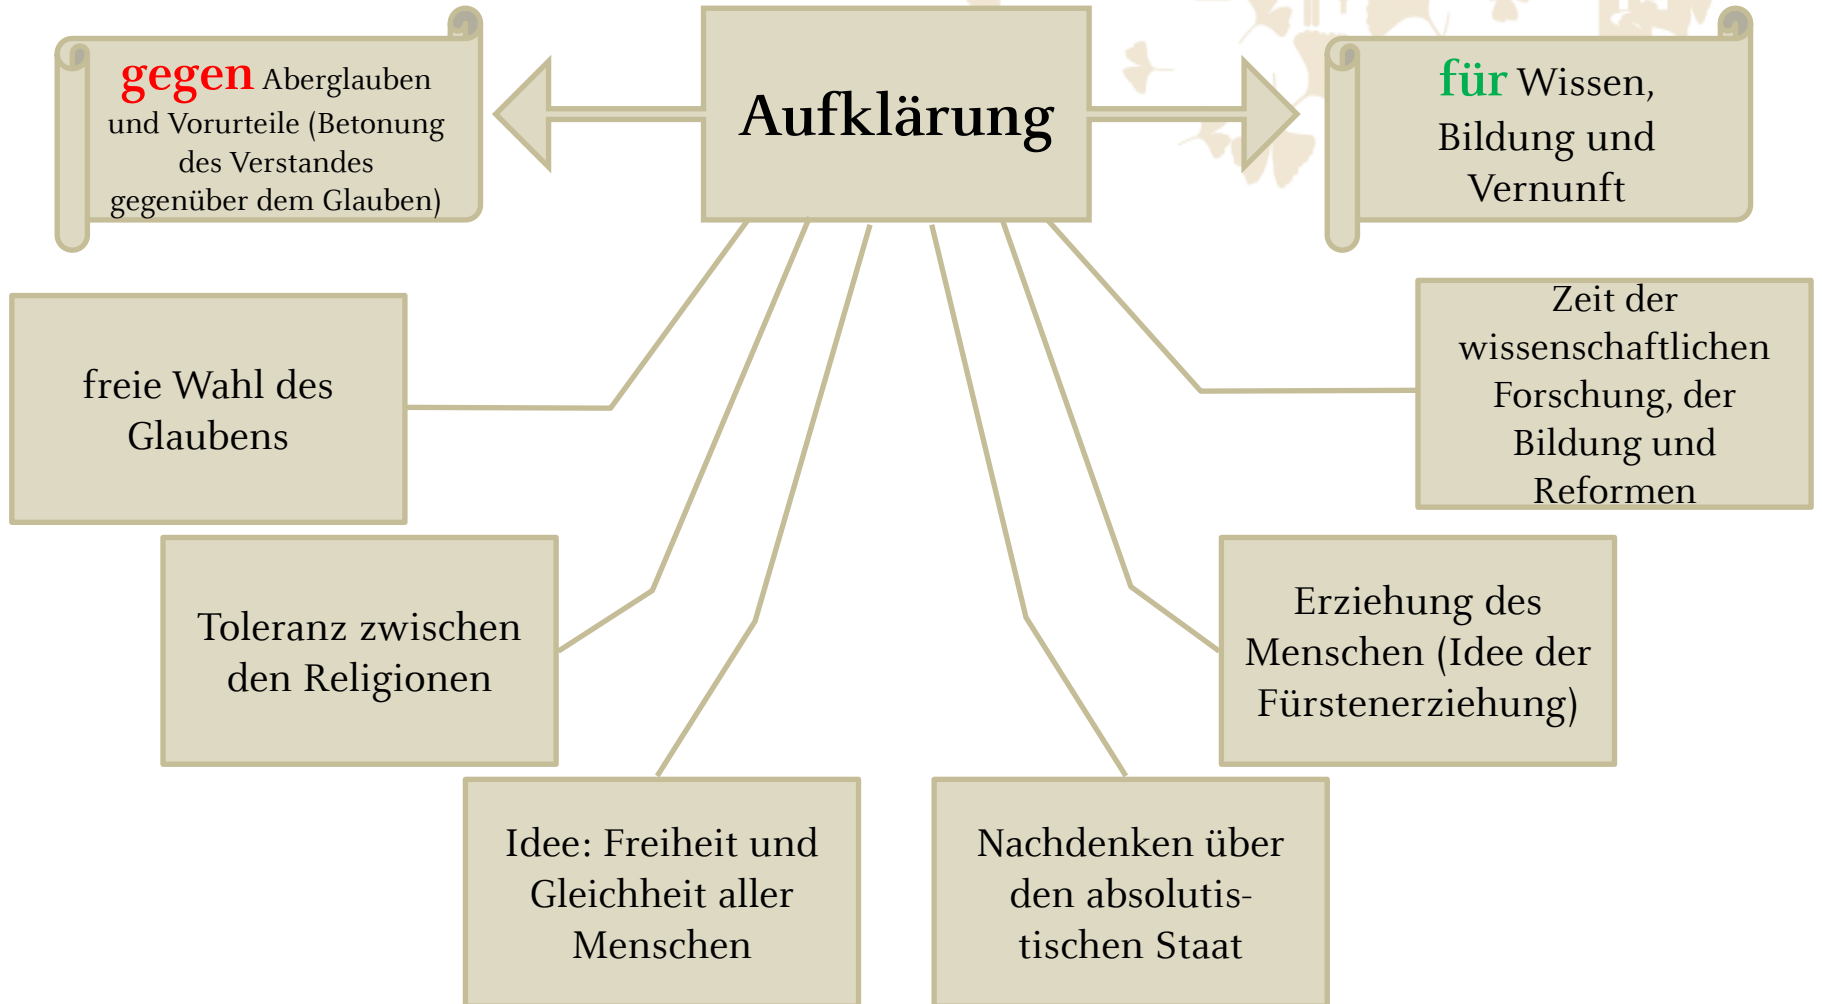 gegen Aberglauben
und Vorurteile (Betonung
des Verstandes
gegenüber dem Glauben)
Aufklärung
für Wissen,
Bildung und
Vernunft
freie Wahl des
Glaubens
Zeit der
wissenschaftlichen
Forschung, der
Bildung und
Reformen
Toleranz zwischen
den Religionen
Erziehung des
Menschen (Idee der
Fürstenerziehung)
Idee: Freiheit und
Gleichheit aller
Menschen
Nachdenken über
den absolutis-
tischen Staat